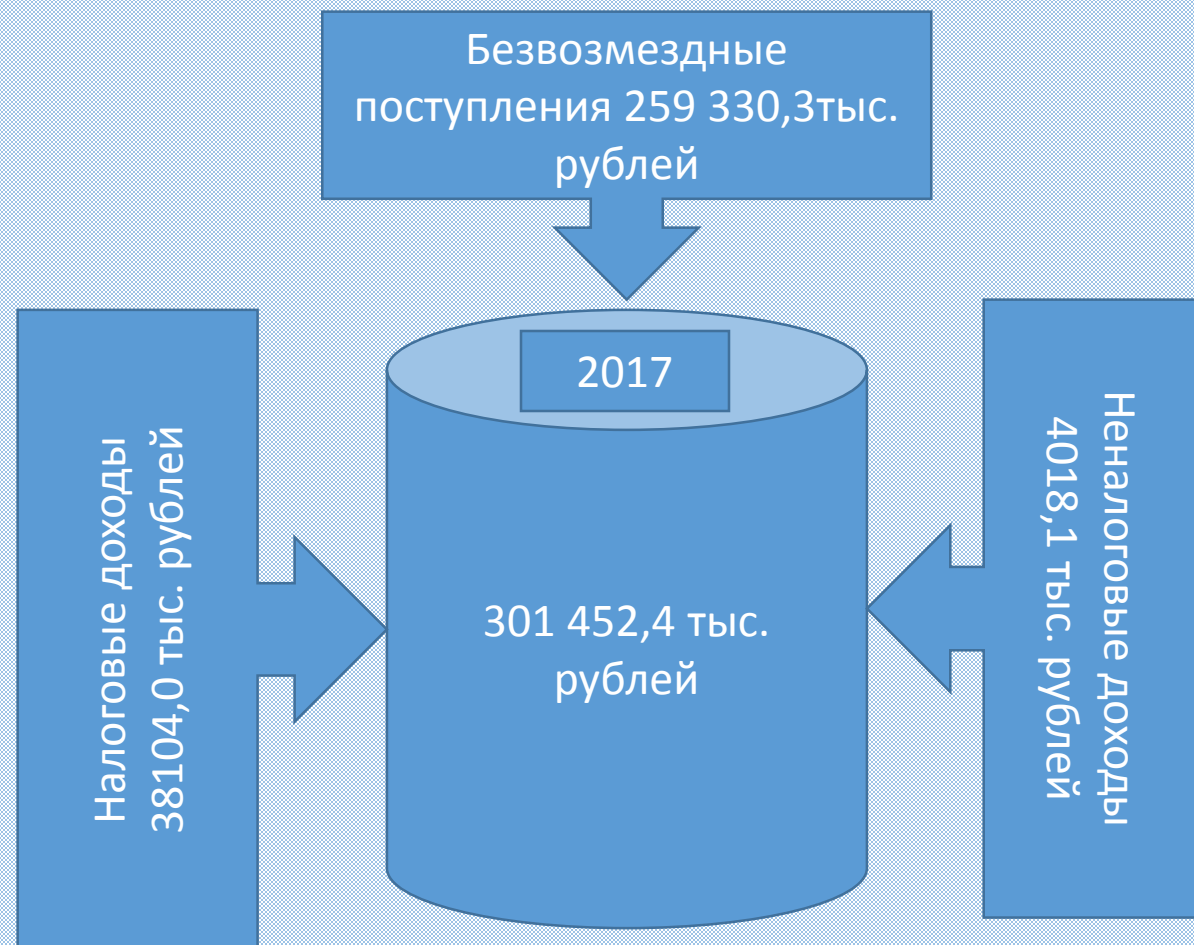 Безвозмездные
поступления 259 330,3тыс.
рублей
2017
Налоговые доходы
38104,0 тыс. рублей
301 452,4 тыс.
рублей
Неналоговые доходы
4018,1 тыс. рублей